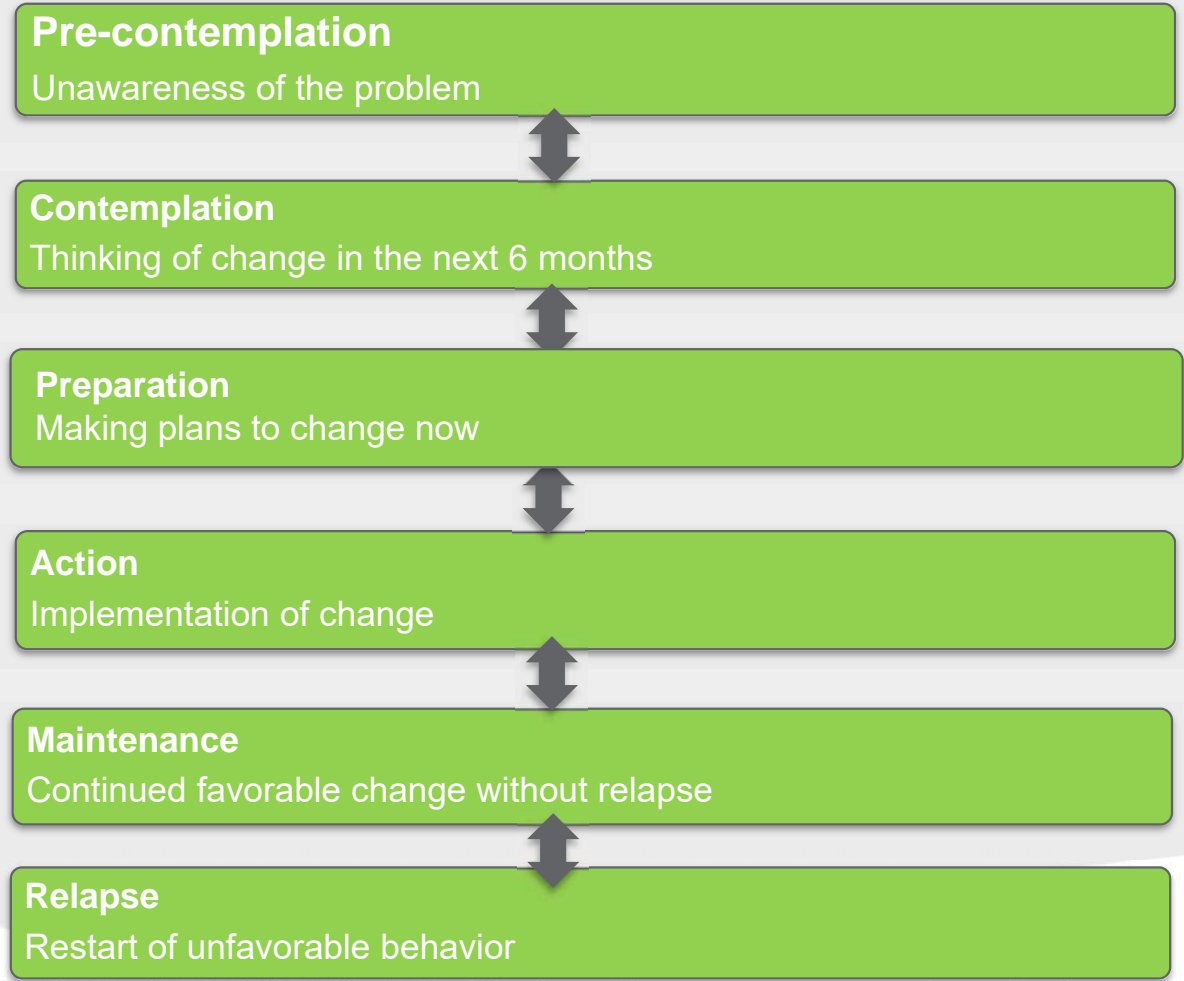 Pre-contemplation
Unawareness of the problem
Contemplation
Thinking of change in the next 6 months
Preparation
Making plans to change now
Action
Implementation of change
Maintenance
Continued favorable change without relapse
Relapse
Restart of unfavorable behavior